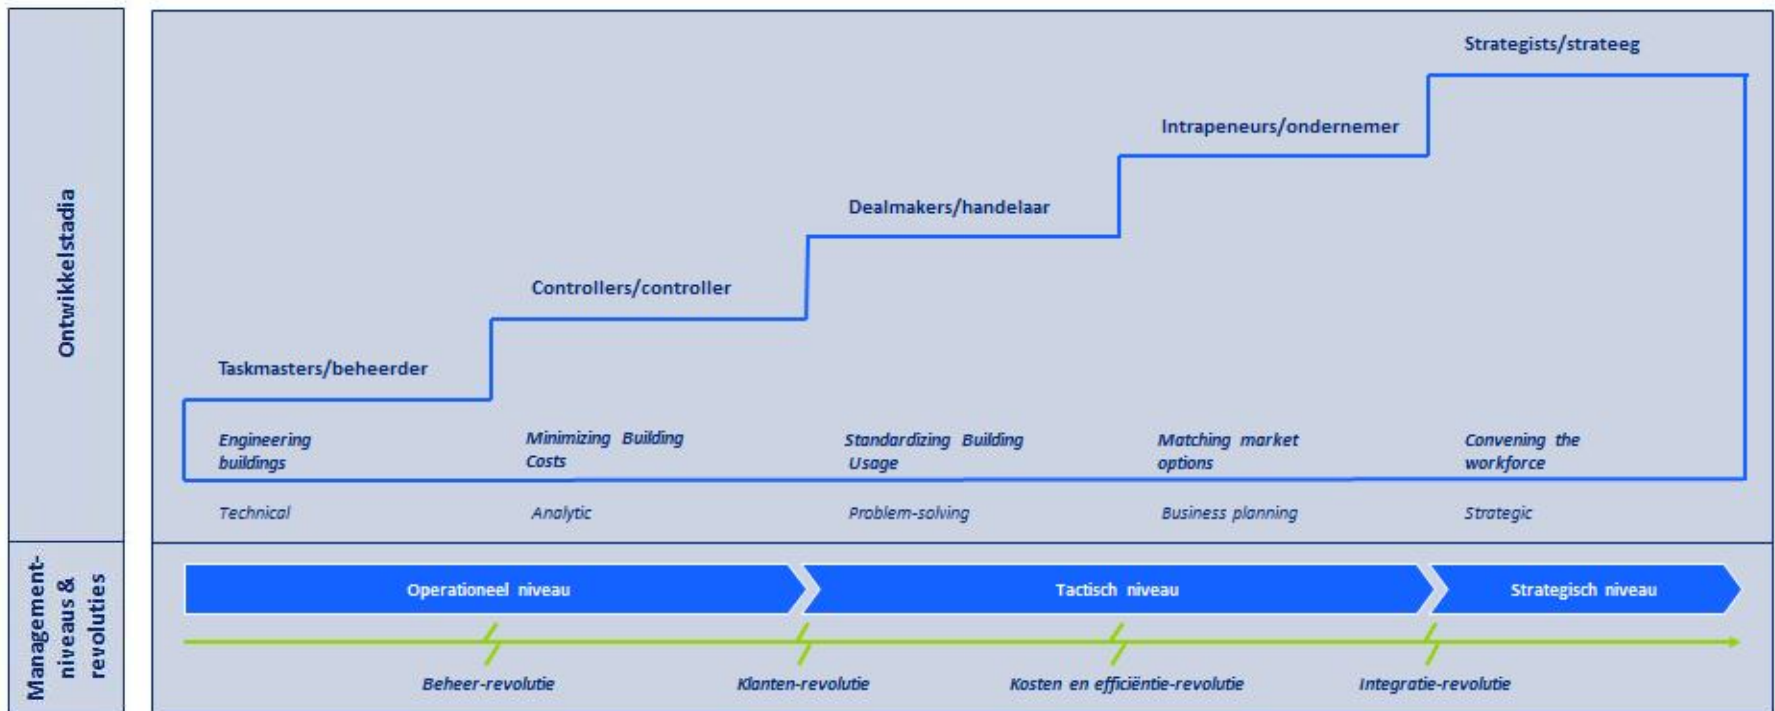 Ontwikkelstadia
Strategists/strateeg
Intrapeneurs/ondernemer
Dealmakers/handelaar
Controllers/controller
Taskmasters/beheerder
Engineering
buildings
Minimizing Building
Costs
Standardizing Building
Usage
Matching market
options
Convening the
workforce
Technical
Analytic
Problem-solving
Business planning
Strategic
Management-
niveaus &
revoluties
Operationeel niveau
Tactisch niveau
Strategisch niveau
Beheer-revolutie
Klanten-revolutie
Kosten en efficiëntie-revolutie
Integratie-revolutie